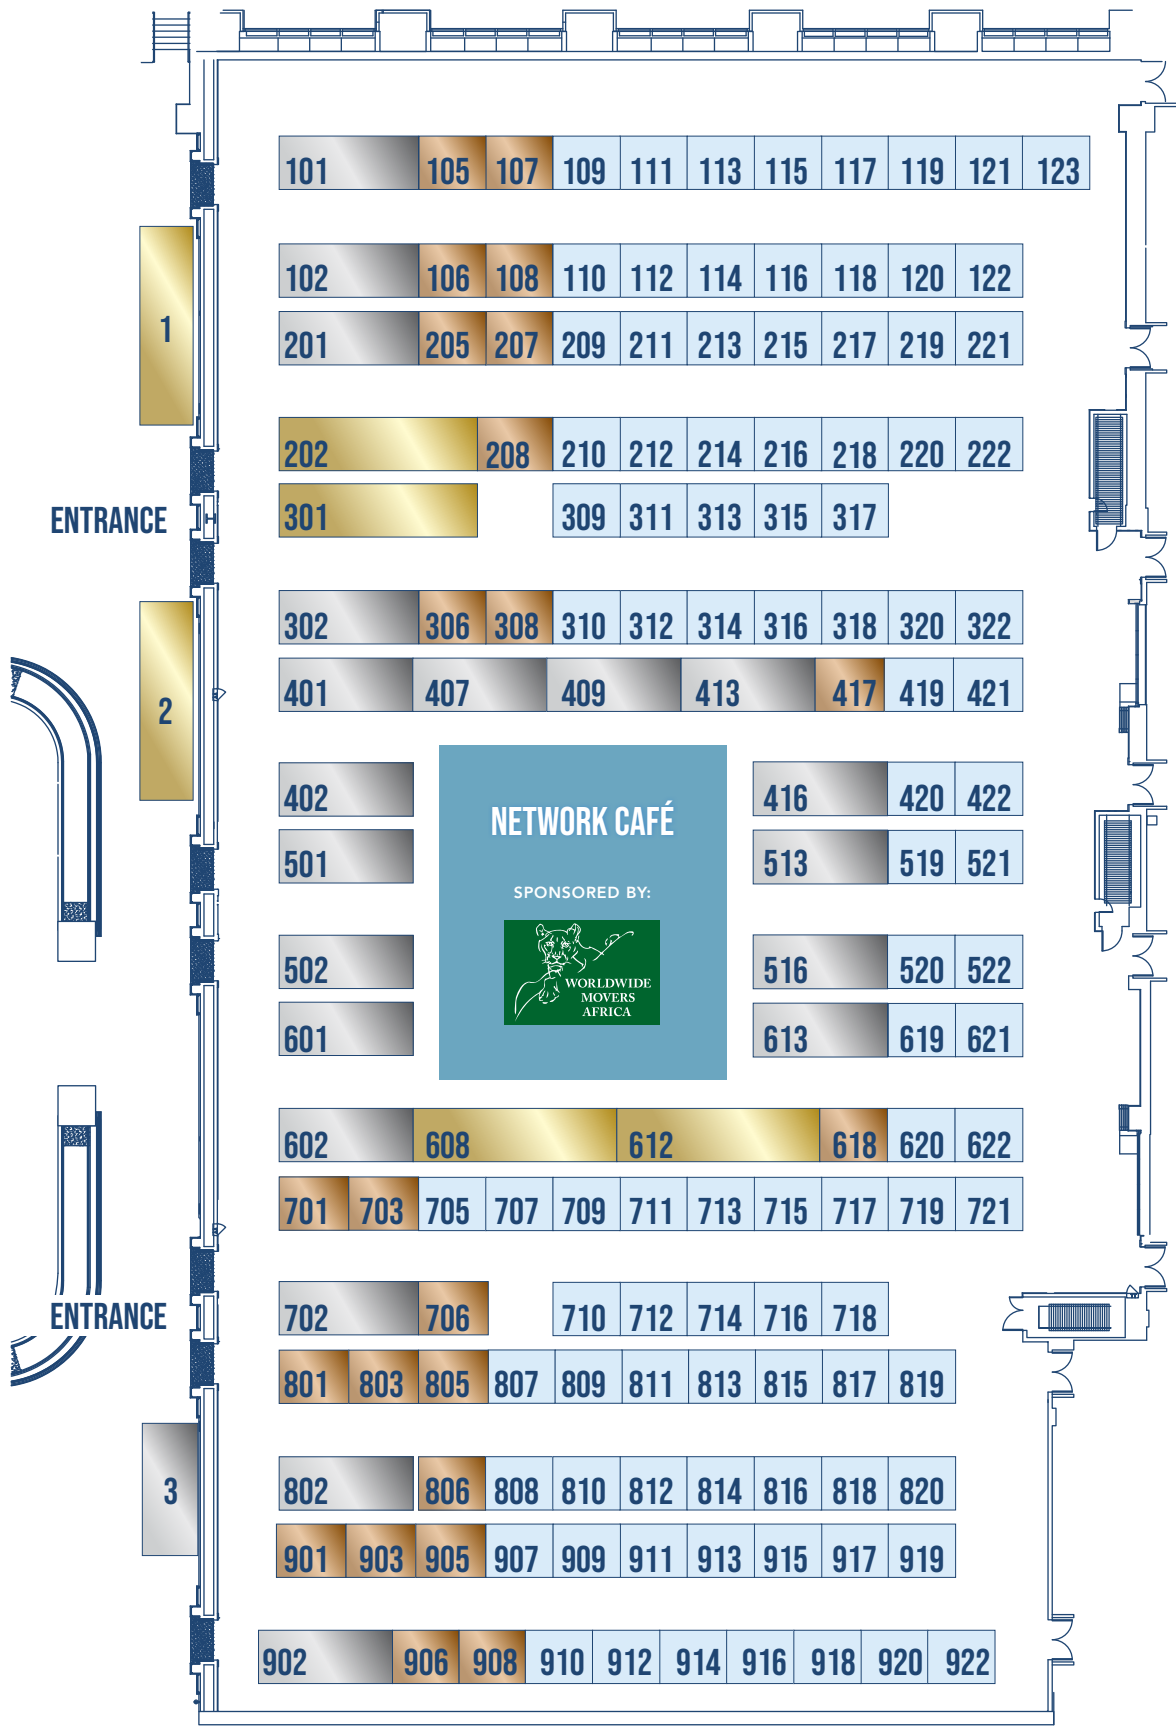 101 105 107 109 111 113 115 117 119 121 123
102 106 108 110 112 114 116 118 120 122
1
201 205 207 209 211 213 215 217 219 221
202 208 210 212 214 216 218 220 222
ENTRANCE
301 309 311 313 315 317
302 306 308 310 312 314 316 318 320 322
2
401 407 409 413 417 419 421
402 416 420 422
NETWORK CAFÉ
501 513 519 521
SPONSORED BY:
WORLDWIDE
MOVERS
AFRICA
502 516 520 522
601 613 619 621
602 608 612 618 620 622
701 703 705 707 709 711 713 715 717 719 721
ENTRANCE
702 706 710 712 714 716 718
801 803 805 807 809 811 813 815 817 819
3
802 806 808 810 812 814 816 818 820
901 903 905 907 909 911 913 915 917 919
902 906 908 910 912 914 916 918 920 922